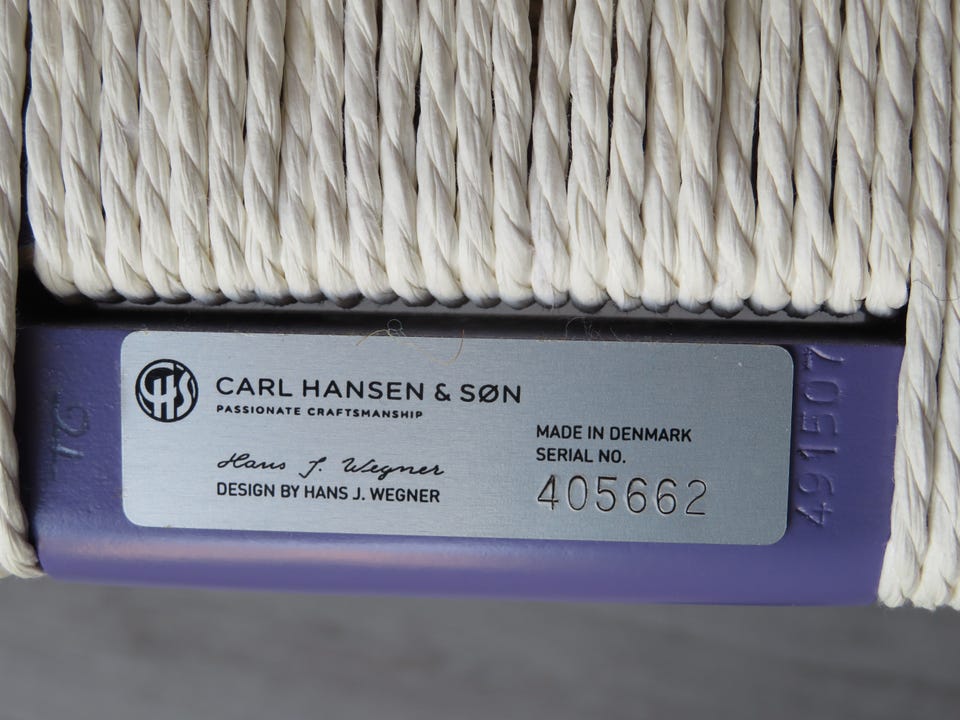 CHS
CARL HANSEN & SØN
PASSIONATE CRAFTSMANSHIP
Hans J. Wegner
DESIGN BY HANS J. WEGNER
MADE IN DENMARK
SERIAL NO.
405662
491507